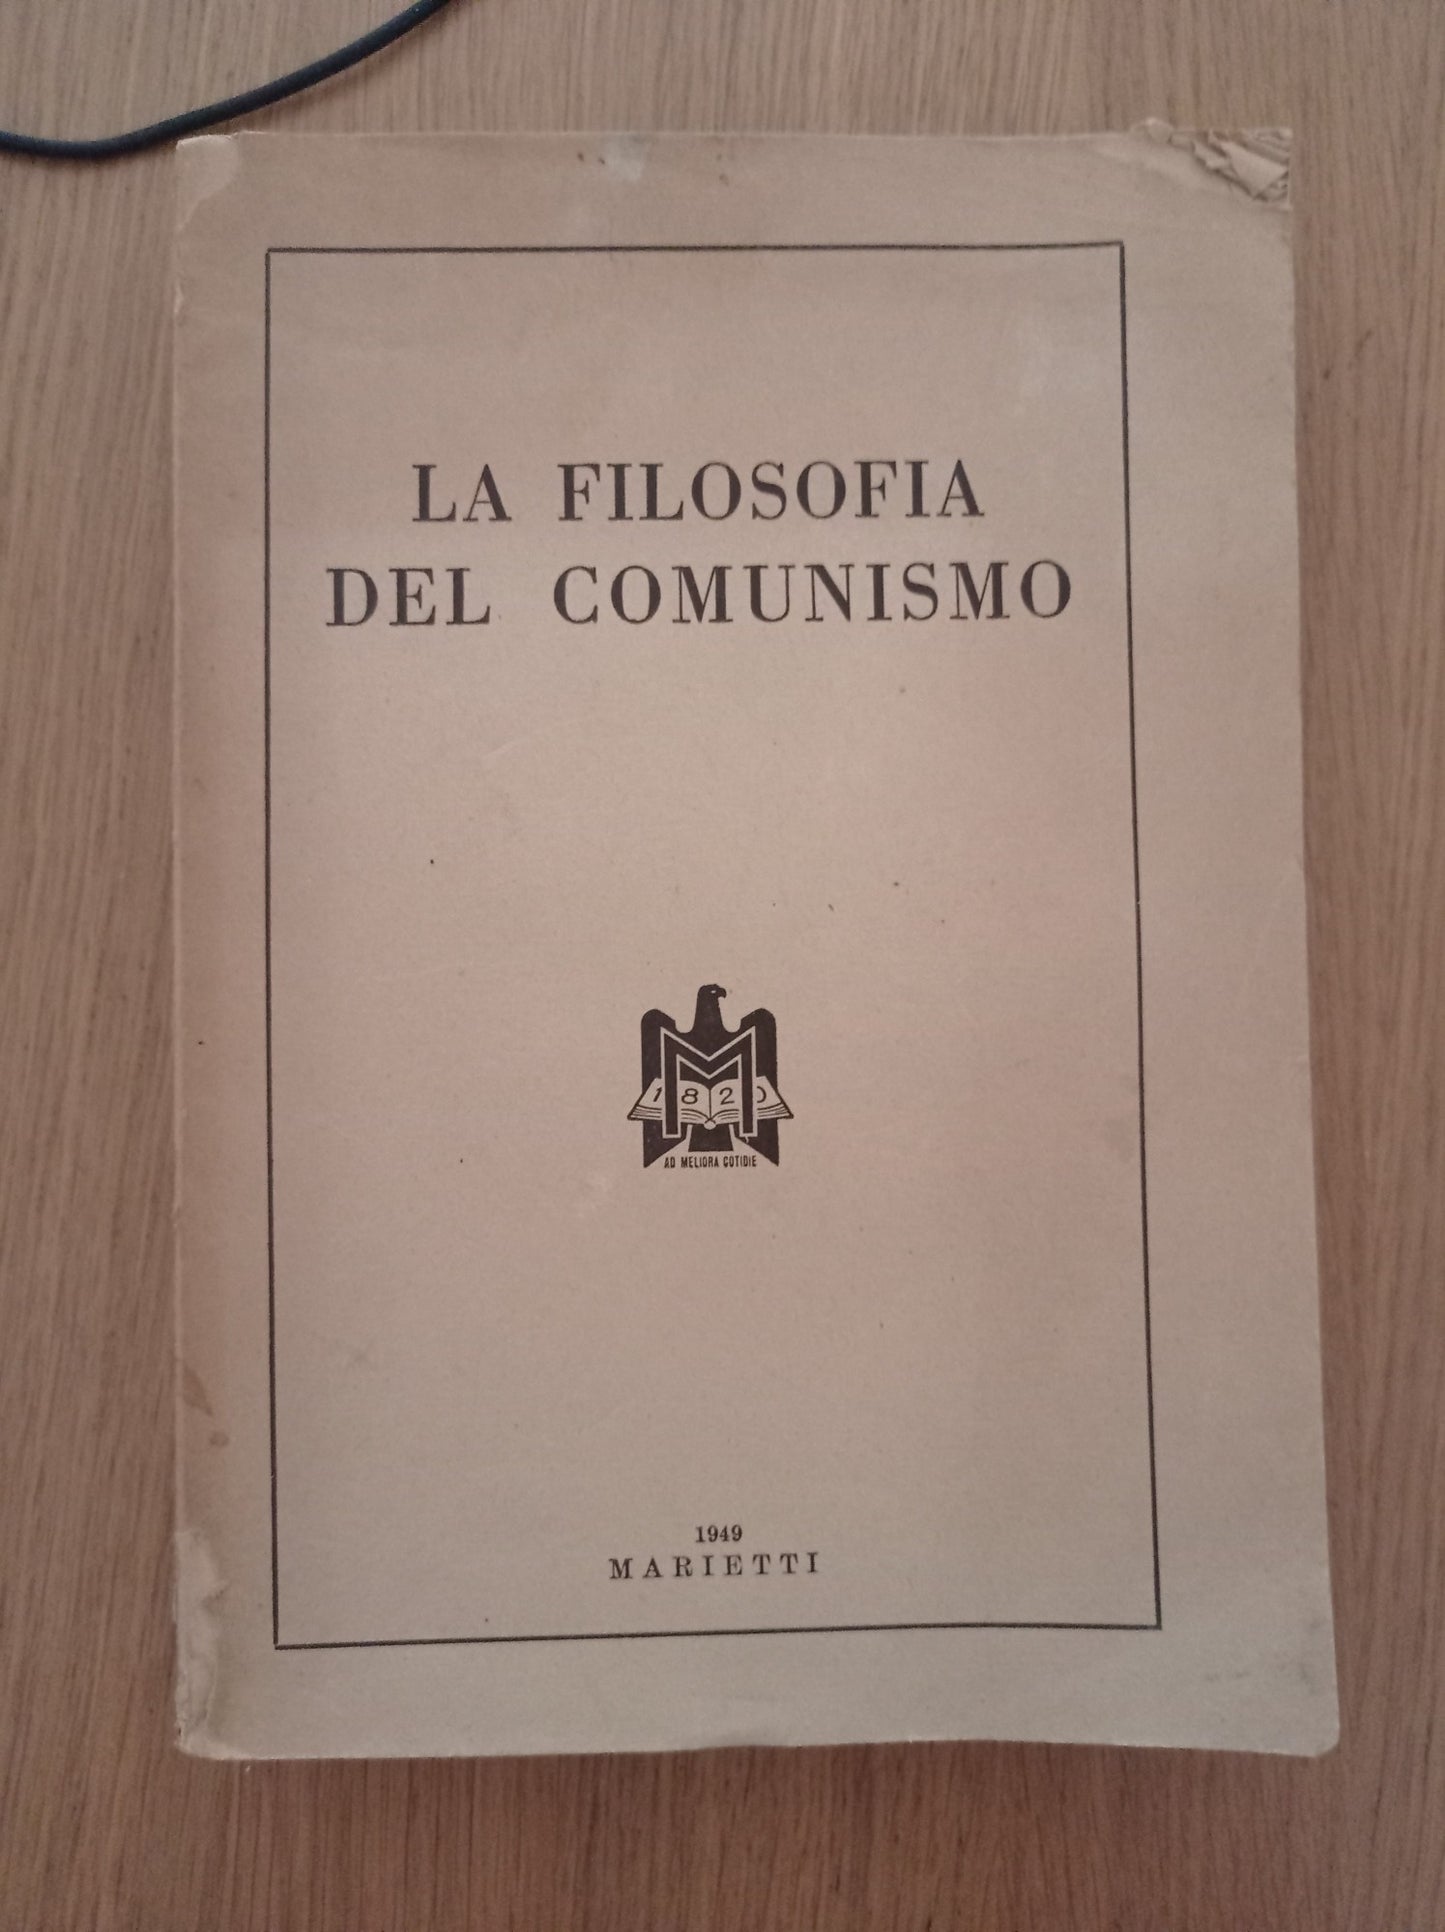 LA FILOSOFIA
DEL COMUNISMO
M
1820
AD MELIORA COTIDIE
1949
MARIETTI